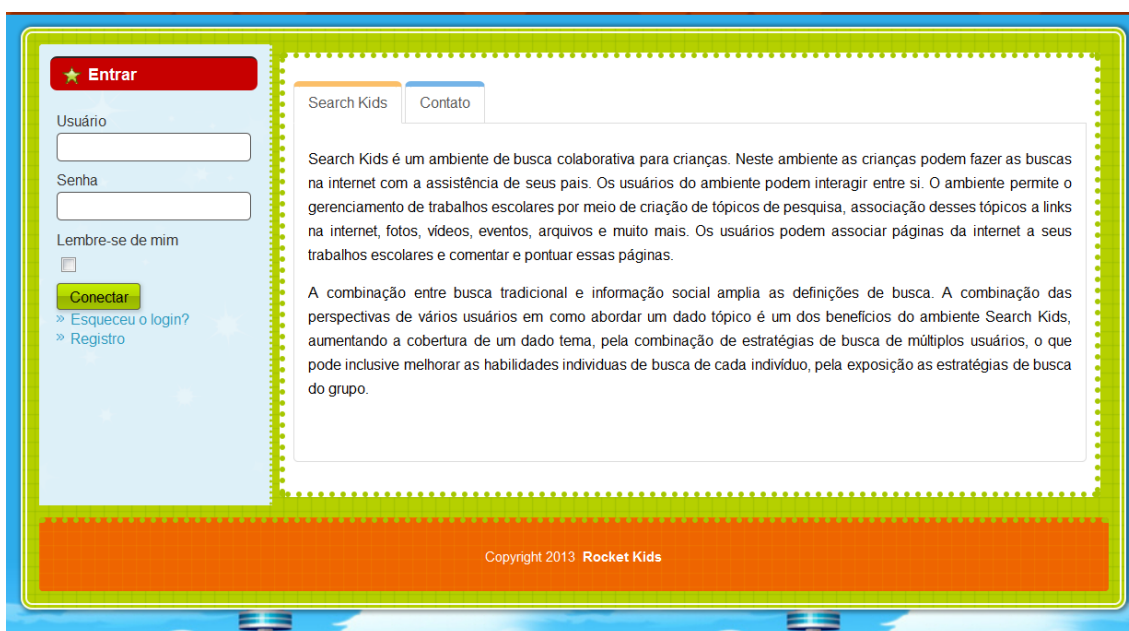 Entrar
Usuário
Senha
Lembre-se de mim
Conectar
» Esqueceu o login?
» Registro
Search Kids
Contato
Search Kids é um ambiente de busca colaborativa para crianças. Neste ambiente as crianças podem fazer as buscas
na internet com a assistência de seus pais. Os usuários do ambiente podem interagir entre si. O ambiente permite o
gerenciamento de trabalhos escolares por meio de criação de tópicos de pesquisa, associação desses tópicos a links
na internet, fotos, vídeos, eventos, arquivos e muito mais. Os usuários podem associar páginas da internet a seus
trabalhos escolares e comentar e pontuar essas páginas.
A combinação entre busca tradicional e informação social amplia as definições de busca. A combinação das
perspectivas de vários usuários em como abordar um dado tópico é um dos benefícios do ambiente Search Kids,
aumentando a cobertura de um dado tema, pela combinação de estratégias de busca de múltiplos usuários, o que
pode inclusive melhorar as habilidades individuas de busca de cada indivíduo, pela exposição as estratégias de busca
do grupo.
Copyright 2013 Rocket Kids